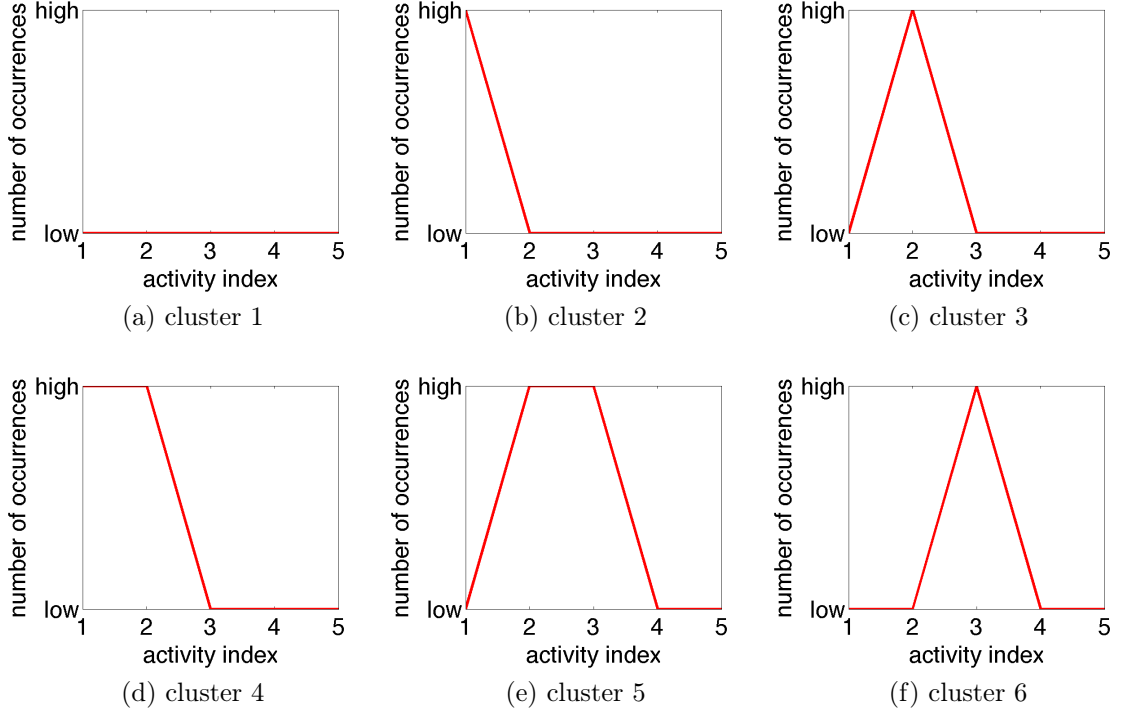 number of occurrences
high
low
1 2 3 4 5
activity index
(a) cluster 1
number of occurrences
high
low
1 2 3 4 5
activity index
(b) cluster 2
number of occurrences
high
low
1 2 3 4 5
activity index
(c) cluster 3
number of occurrences
high
low
1 2 3 4 5
activity index
(d) cluster 4
number of occurrences
high
low
1 2 3 4 5
activity index
(e) cluster 5
number of occurrences
high
low
1 2 3 4 5
activity index
(f) cluster 6